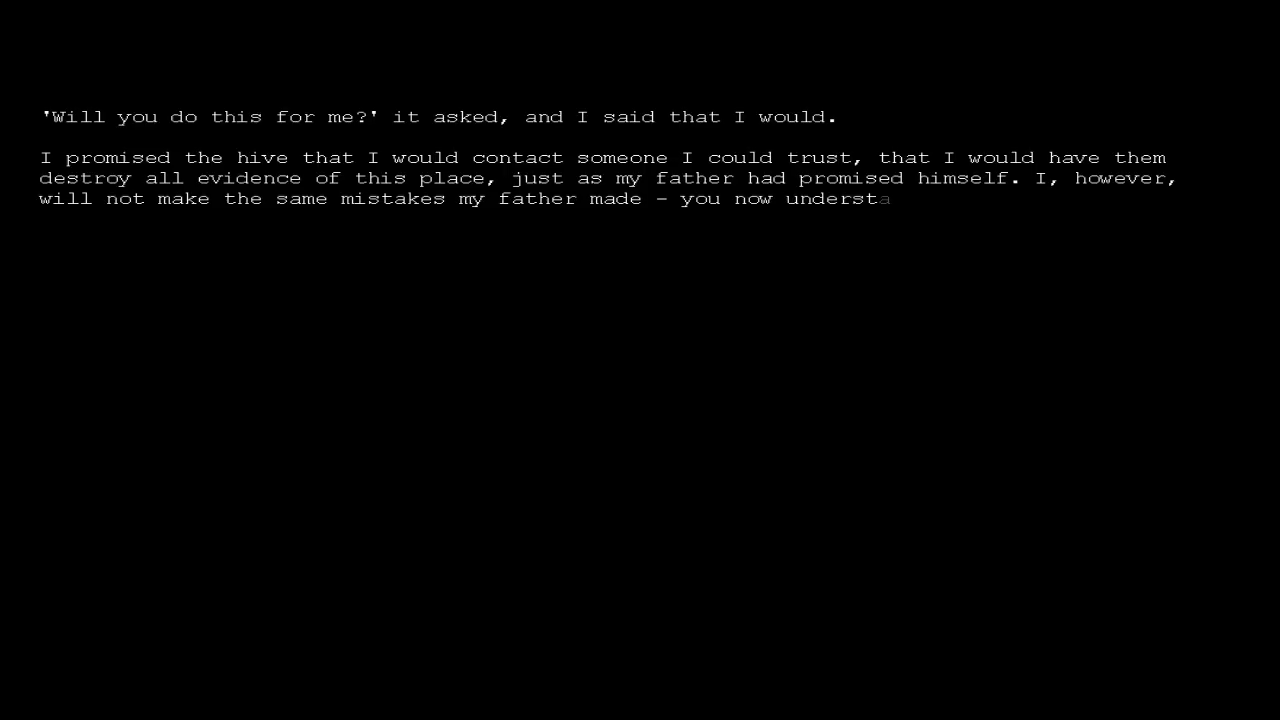 'Will you do this for me?' it asked, and I said that I would.
I promised the hive that I would contact someone I could trust, that I would have them
destroy all evidence of this place, just as my father had promised himself. I, however,
will not make the same mistakes my father made - you now understa